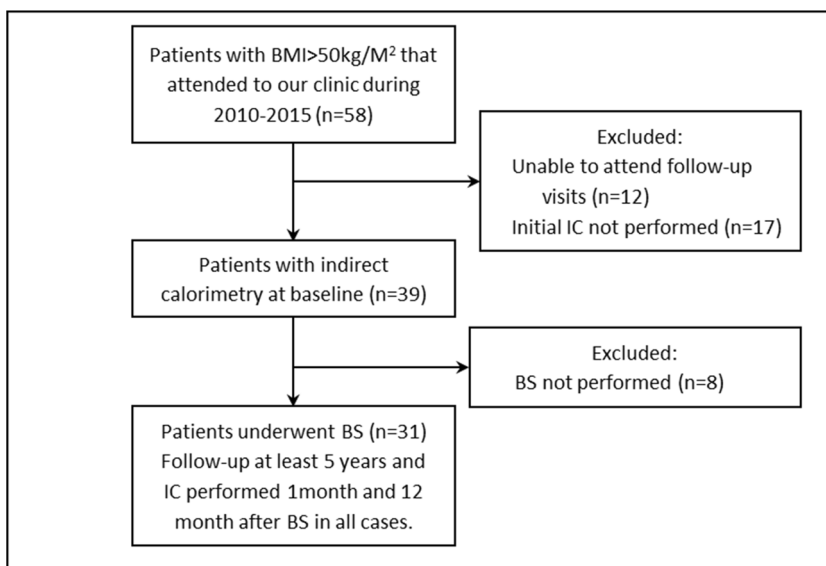 Patients with BMI>50kg/M² that
attended to our clinic during
2010-2015 (n=58)
Excluded:
Unable to attend follow-up
visits (n=12)
Initial IC not performed (n=17)
Patients with indirect
calorimetry at baseline (n=39)
Excluded:
BS not performed (n=8)
Patients underwent BS (n=31)
Follow-up at least 5 years and
IC performed 1month and 12
month after BS in all cases.